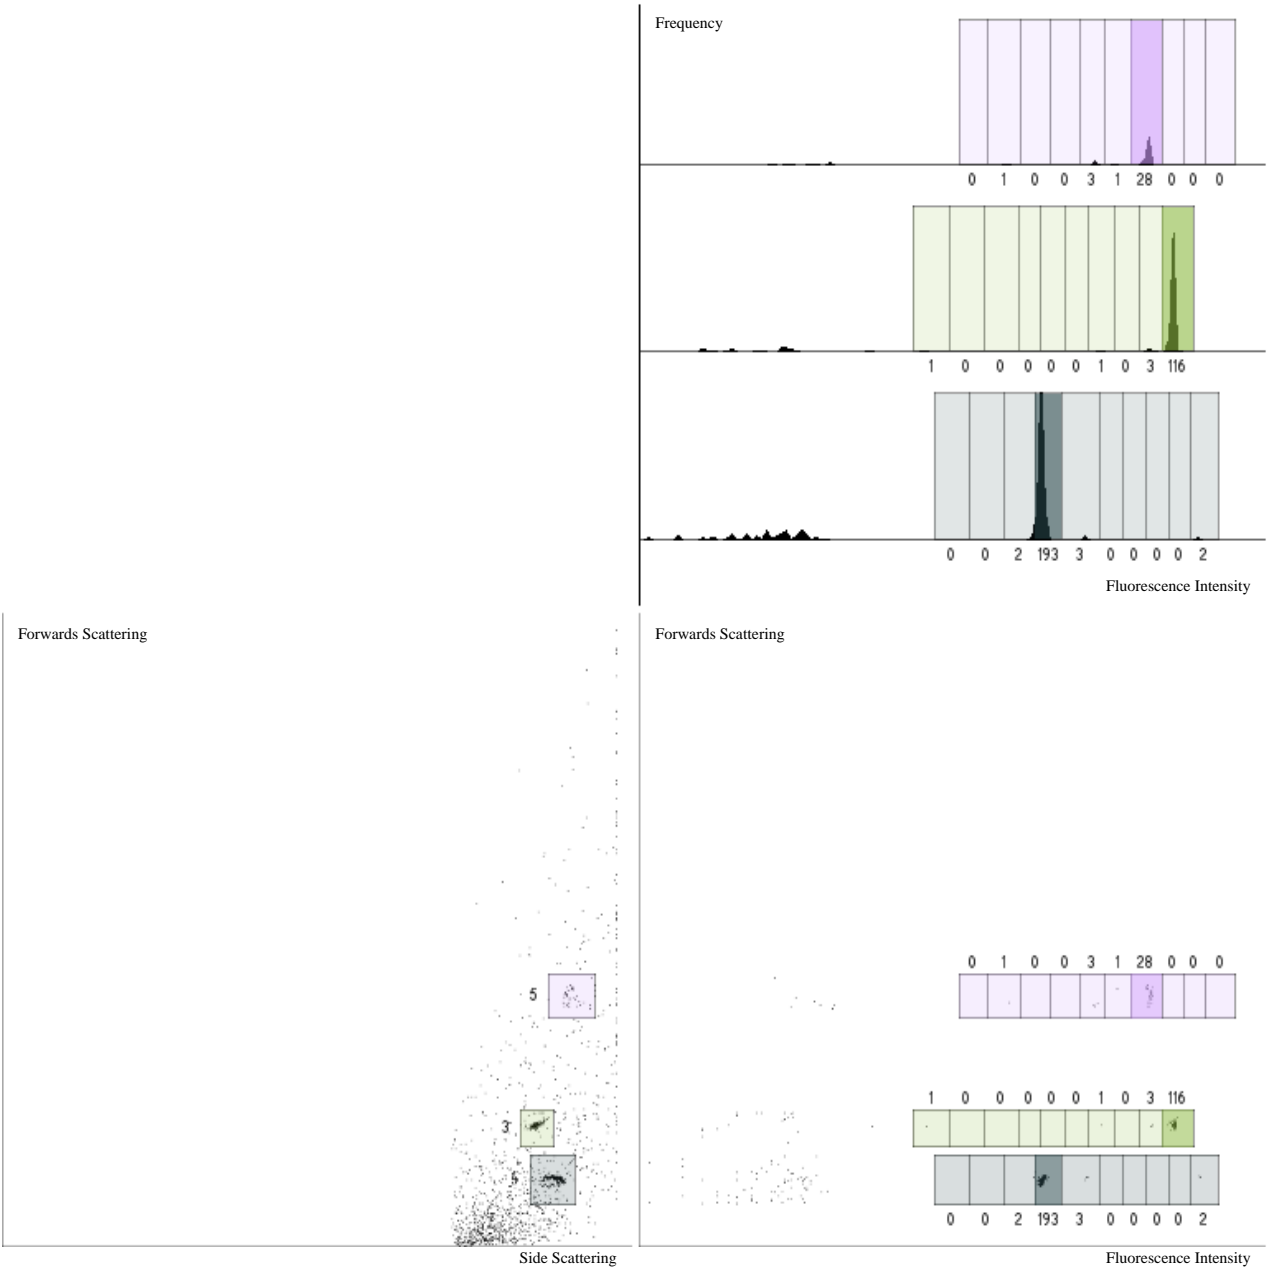 Frequency
0 1 0 0 3 1 28 0 0 0
1 0 0 0 0 0 1 0 3 116
0 0 2 193 3 0 0 0 0 2
Fluorescence Intensity
Forwards Scattering
5
3
Side Scattering
Forwards Scattering
0 1 0 0 3 1 28 0 0 0
1 0 0 0 0 0 1 0 3 116
0 0 2 193 3 0 0 0 0 2
Fluorescence Intensity